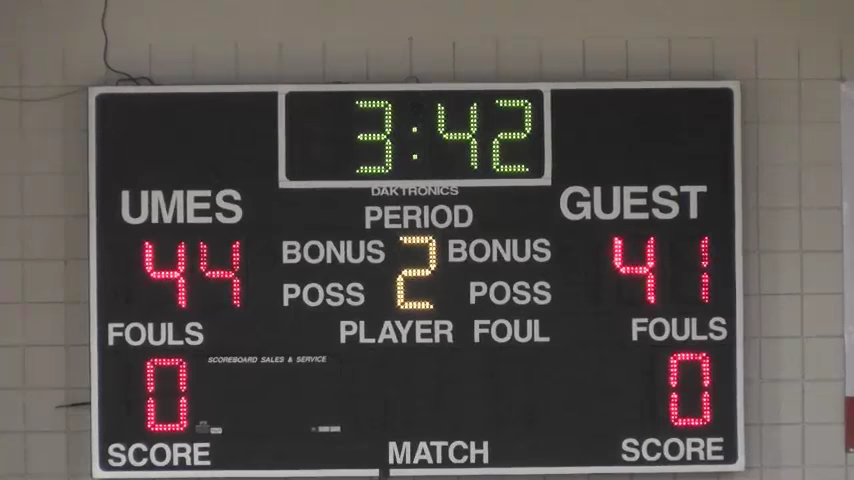 3:42
DAKTRONICS
UMES PERIOD GUEST
BONUS 2 BONUS
44 41
POSS POSS
FOULS PLAYER FOUL FOULS
SCOREBOARD SALES & SERVICE
0 0
SCORE MATCH SCORE